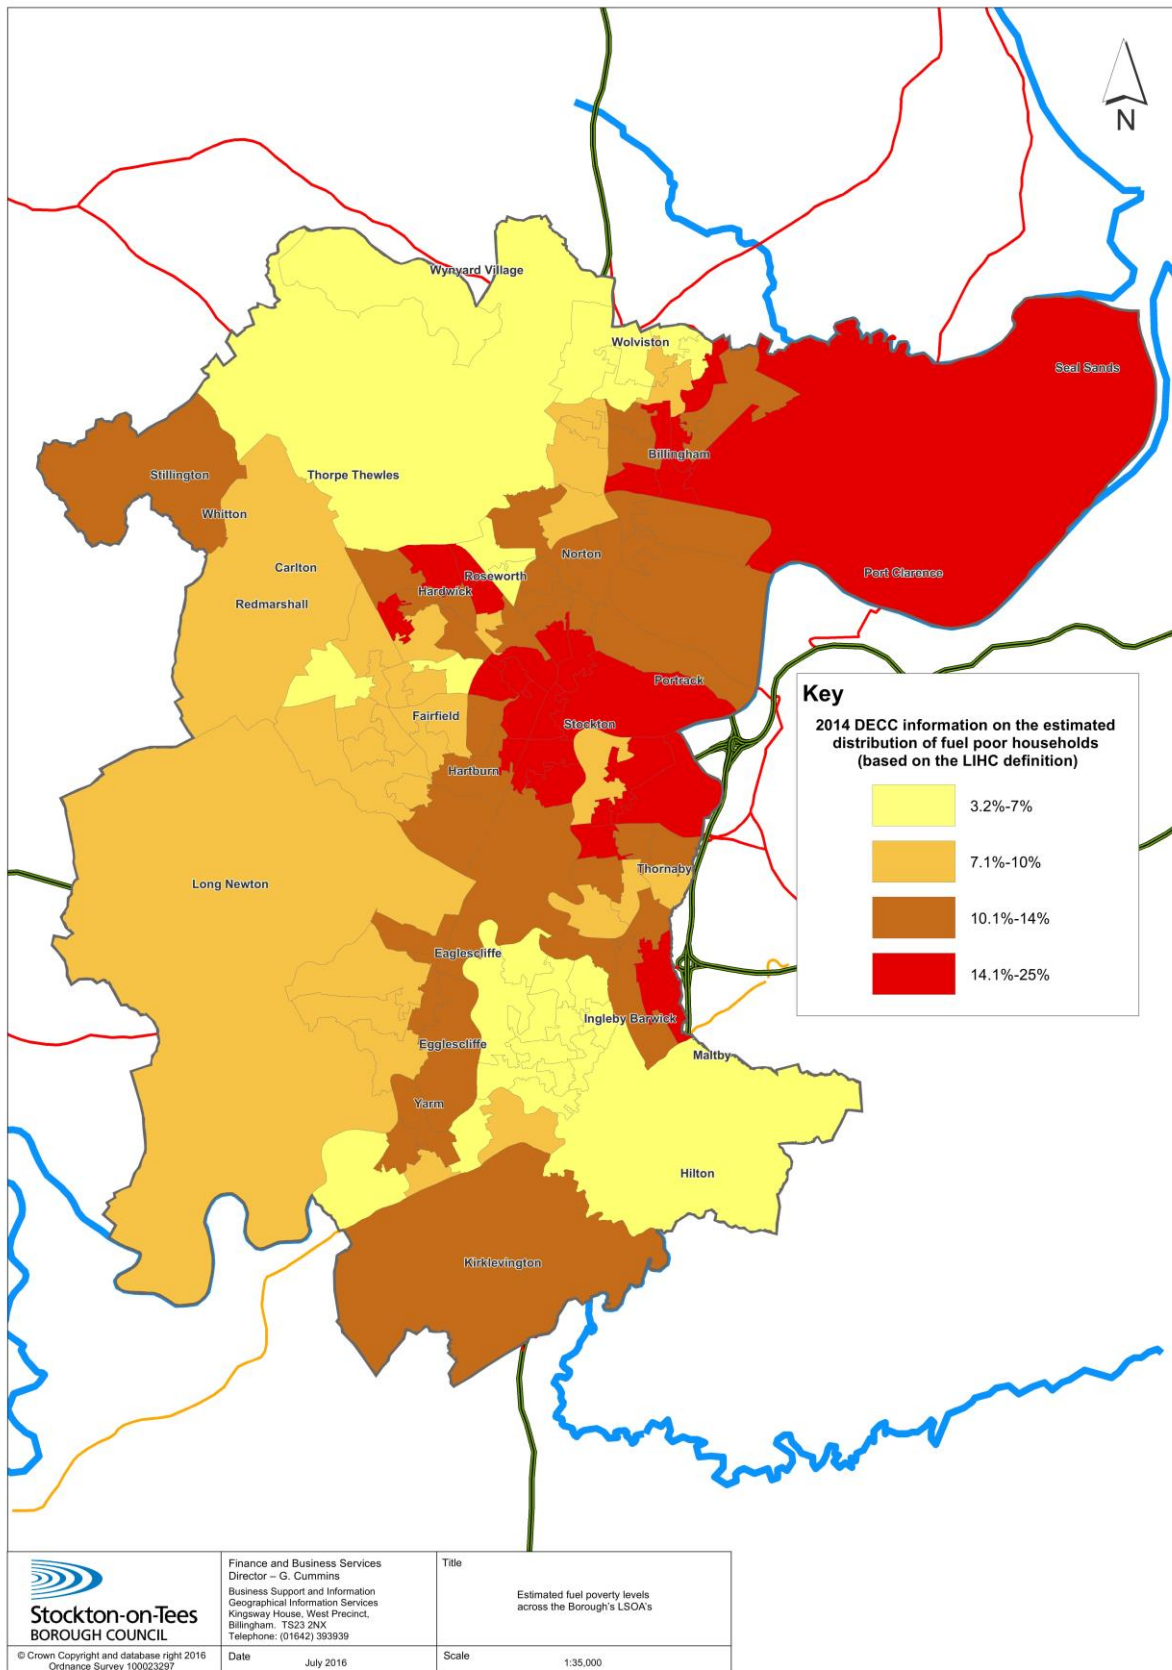 N
Wynyard Village
Wolviston
Seal Sands
Billingham
Stillington
Thorpe Thewles
Whitton
Norton
Carlton
Roseworth
Port Clarence
Hardwick
Redmarshall
Portrack
Fairfield
Stockton
Hartburn
Thornaby
Long Newton
Eaglescliffe
Ingleby Barwick
Egglescliffe
Maltby
Yarm
Hilton
Kirklevington
Key
2014 DECC information on the estimated
distribution of fuel poor households
(based on the LIHC definition)
3.2%-7%
7.1%-10%
10.1%-14%
14.1%-25%
Stockton-on-Tees
BOROUGH COUNCIL
© Crown Copyright and database right 2016
Ordnance Survey 100023297
Finance and Business Services
Director – G. Cummins
Business Support and Information
Geographical Information Services
Kingsway House, West Precinct,
Billingham. TS23 2NX
Telephone: (01642) 393939
Date
July 2016
Title
Estimated fuel poverty levels
across the Borough's LSOA's
Scale
1:35,000